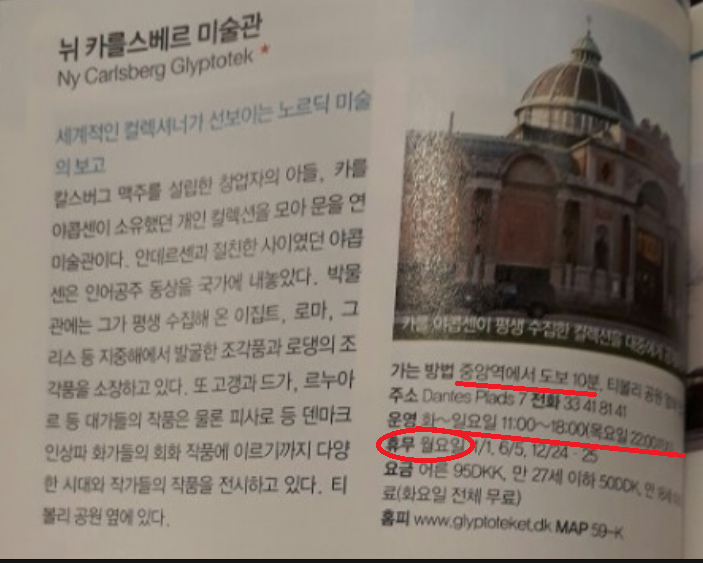 뉘 카를스베르 미술관
Ny Carlsberg Glyptotek *
세계적인 컬렉셔너가 선보이는 노르딕 미술
의 보고
칼스버그 맥주를 설립한 창업자의 아들, 카를
야콥센이 소유했던 개인 컬렉션을 모아 문을 연
미술관이다. 안데르센과 절친한 사이였던 야콥
센은 인어공주 동상을 국가에 내놓았다. 박물
관에는 그가 평생 수집해 온 이집트, 로마, 그
리스 등 지중해에서 발굴한 조각품과 로댕의 조
각품을 소장하고 있다. 또 고갱과 드가, 르누아
르 등 대가들의 작품은 물론 피사로 등 덴마크
인상파 화가들의 회화 작품에 이르기까지 다양
한 시대와 작가들의 작품을 전시하고 있다. 티
볼리 공원 옆에 있다.
카를 야콥센이 평생 수집한 컬렉션을 대중에게
가는 방법 중앙역에서 도보 10분, 티볼리 공원
주소 Dantes Plads 7 전화 33 41 81 41
운영 화~일요일 11:00~18:00(목요일 22:00까지)
휴무 월요일, 1/1, 6/5, 12/24·25
요금 어른 95DKK, 만 27세 이하 50DDK, 만
료(화요일 전체 무료)
홈피 www.glyptoteket.dk MAP 59-K